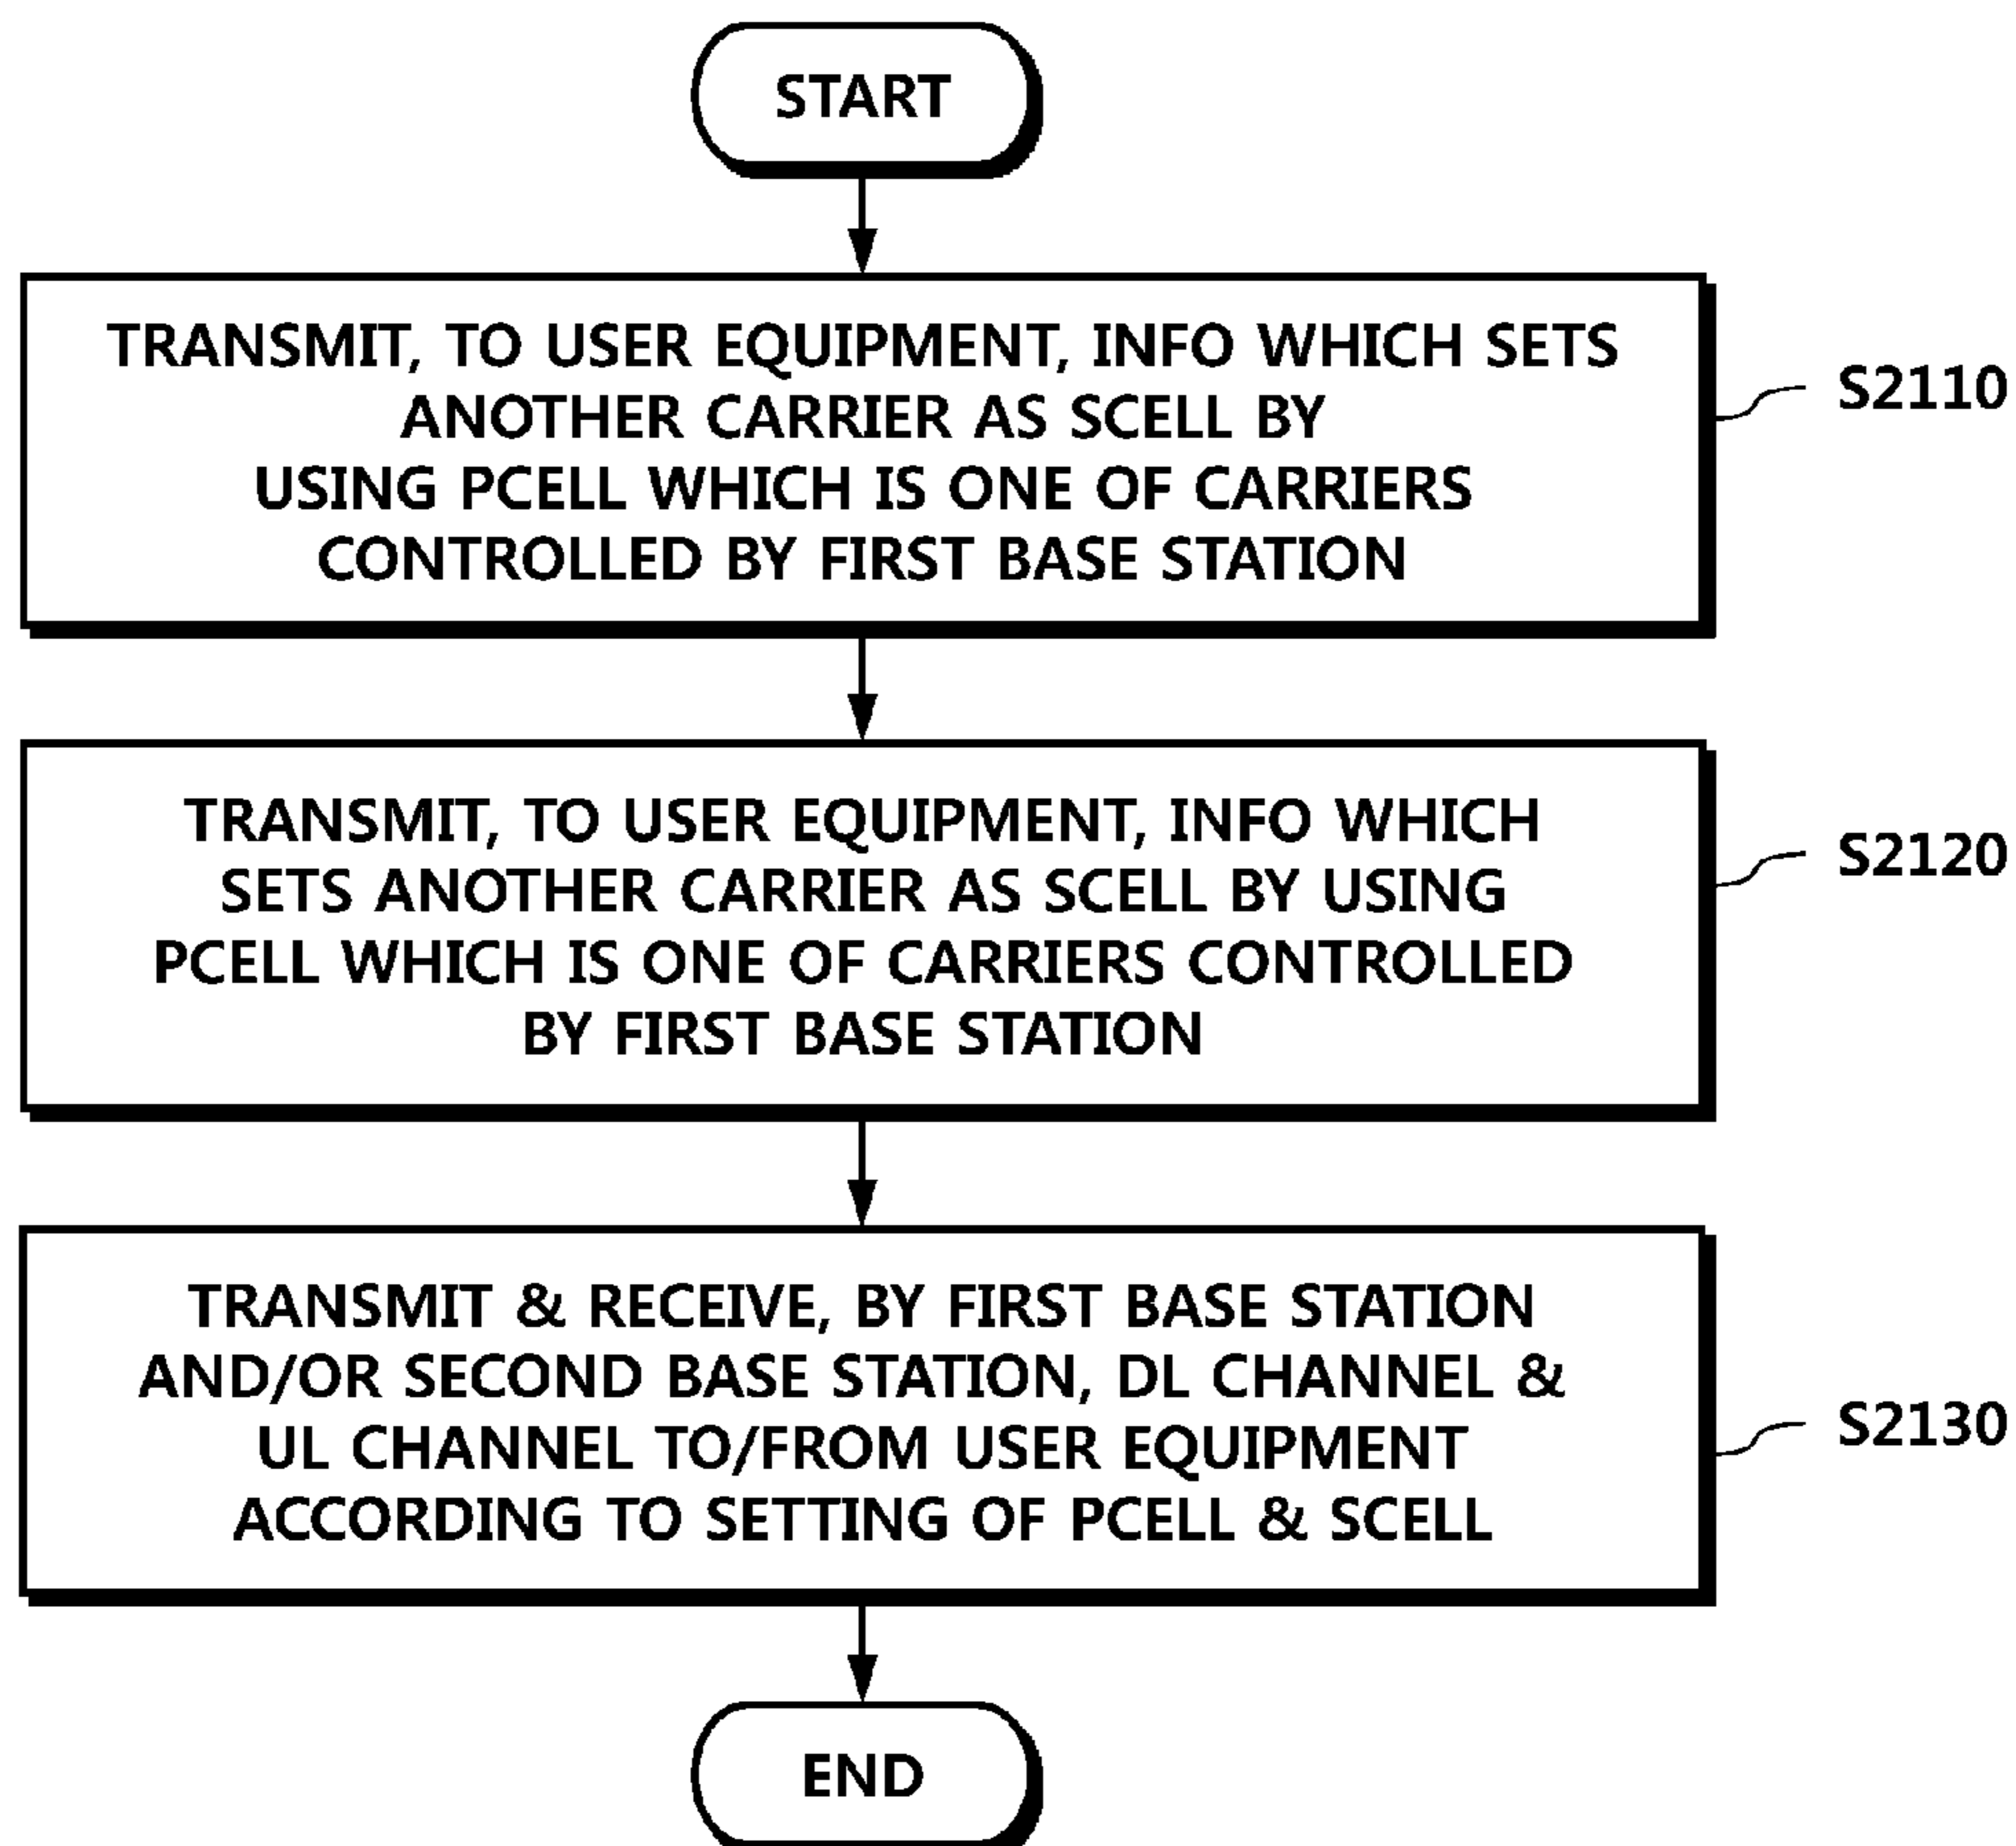 START
TRANSMIT, TO USER EQUIPMENT, INFO WHICH SETS
ANOTHER CARRIER AS SCELL BY
USING PCELL WHICH IS ONE OF CARRIERS
CONTROLLED BY FIRST BASE STATION
S2110
TRANSMIT, TO USER EQUIPMENT, INFO WHICH
SETS ANOTHER CARRIER AS SCELL BY USING
PCELL WHICH IS ONE OF CARRIERS CONTROLLED
BY FIRST BASE STATION
S2120
TRANSMIT & RECEIVE, BY FIRST BASE STATION
AND/OR SECOND BASE STATION, DL CHANNEL &
UL CHANNEL TO/FROM USER EQUIPMENT
ACCORDING TO SETTING OF PCELL & SCELL
S2130
END